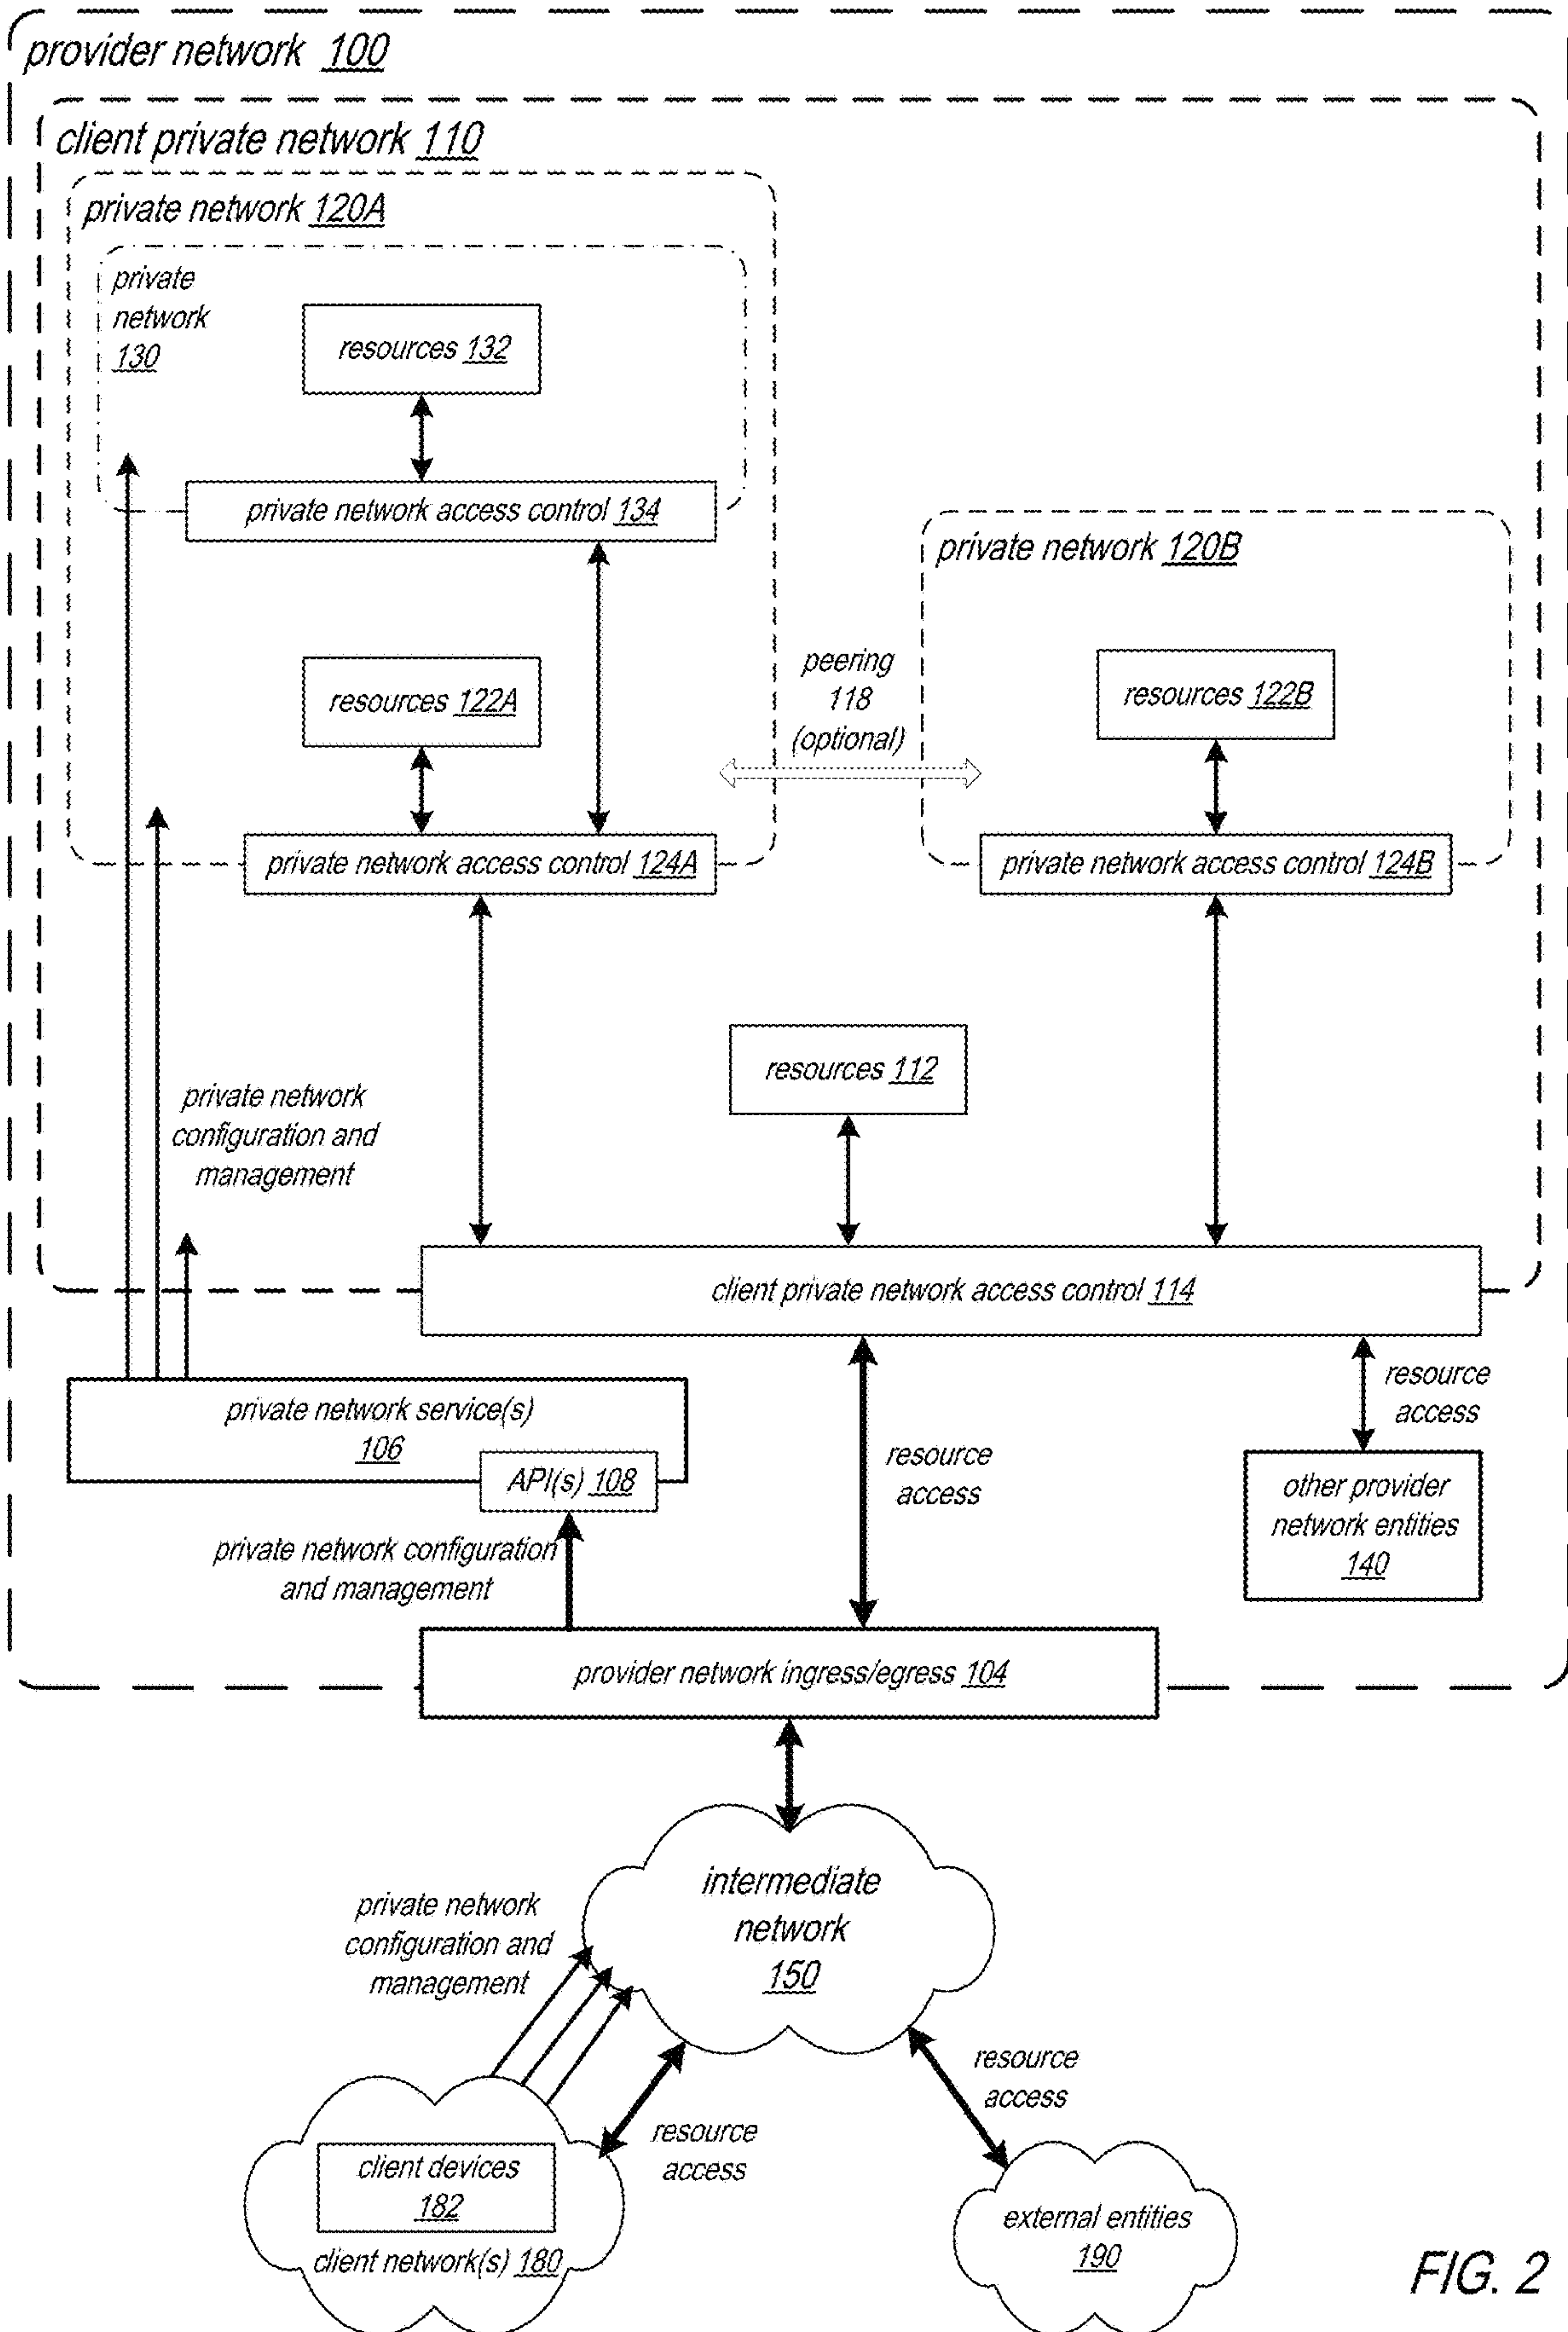 provider network 100
client private network 110
private network 120A
private
network
130
resources 132
private network access control 134
private network 120B
peering
118
(optional)
resources 122A
resources 122B
private network access control 124A
private network access control 124B
resources 112
private network
configuration and
management
client private network access control 114
resource
access
private network service(s)
106
API(s) 108
resource
access
other provider
network entities
140
private network configuration
and management
provider network ingress/egress 104
intermediate
network
150
private network
configuration and
management
resource
access
resource
access
client devices
182
client network(s) 180
external entities
190
FIG. 2